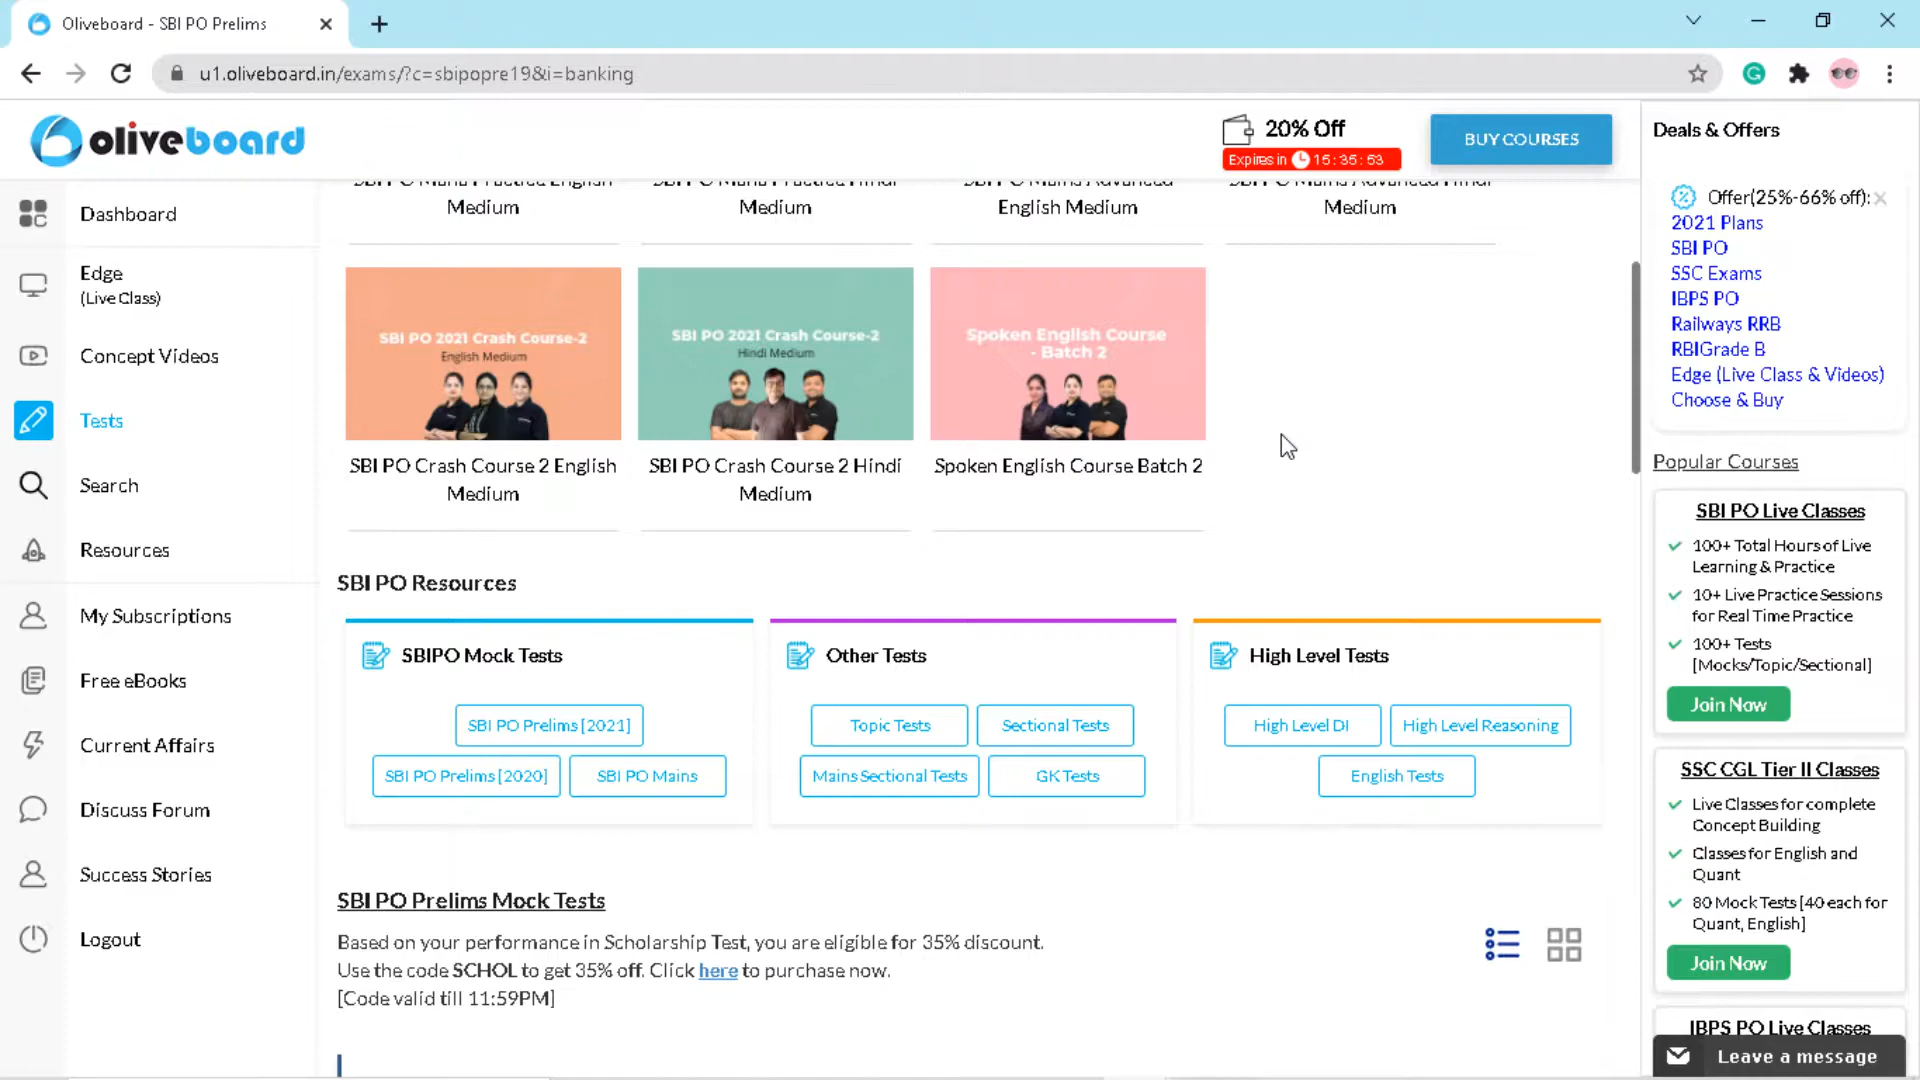 Oliveboard - SBI PO Prelims
u1.oliveboard.in/exams/?c=sbipopre19&i=banking
oliveboard
20% Off
Expires in 15:35:53
BUY COURSES
Deals & Offers
Dashboard
Edge
(Live Class)
Concept Videos
Tests
Search
Resources
My Subscriptions
Free eBooks
Current Affairs
Discuss Forum
Success Stories
Logout
SBI PO Mains Advanced
Medium
Medium
English Medium
Medium
SBI PO 2021 Crash Course-2
English Medium
SBI PO 2021 Crash Course-2
Hindi Medium
Spoken English Course
- Batch 2
SBI PO Crash Course 2 English
Medium
SBI PO Crash Course 2 Hindi
Medium
Spoken English Course Batch 2
SBI PO Resources
SBIPO Mock Tests
SBI PO Prelims [2021]
SBI PO Prelims [2020]
SBI PO Mains
Other Tests
Topic Tests
Sectional Tests
Mains Sectional Tests
GK Tests
High Level Tests
High Level DI
High Level Reasoning
English Tests
SBI PO Prelims Mock Tests
Based on your performance in Scholarship Test, you are eligible for 35% discount.
Use the code SCHOL to get 35% off. Click here to purchase now.
[Code valid till 11:59PM]
Offer(25%-66% off):
2021 Plans
SBI PO
SSC Exams
IBPS PO
Railways RRB
RBIGrade B
Edge (Live Class & Videos)
Choose & Buy
Popular Courses
SBI PO Live Classes
100+ Total Hours of Live
Learning & Practice
10+ Live Practice Sessions
for Real Time Practice
100+ Tests
[Mocks/Topic/Sectional]
Join Now
SSC CGL Tier II Classes
Live Classes for complete
Concept Building
Classes for English and
Quant
80 Mock Tests [40 each for
Quant, English]
Join Now
IBPS PO Live Classes
Leave a message